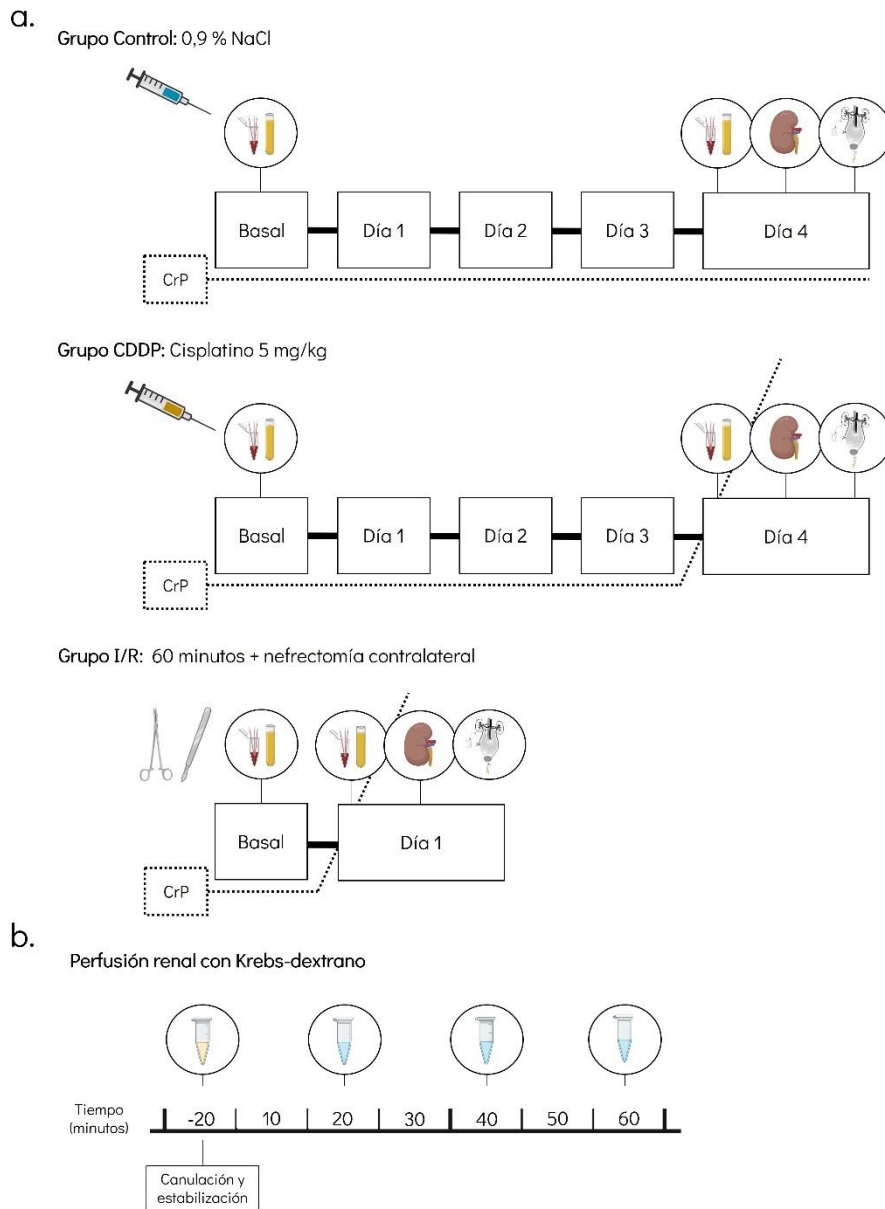 a.
Grupo Control: 0,9 % NaCl
Basal
Día 1
Día 2
Día 3
Día 4
CrP
Grupo CDDP: Cisplatino 5 mg/kg
Basal
Día 1
Día 2
Día 3
Día 4
CrP
Grupo I/R: 60 minutos + nefrectomía contralateral
Basal
Día 1
CrP
b.
Perfusión renal con Krebs-dextrano
Tiempo
(minutos)
-20 10 20 30 40 50 60
Canulación y
estabilización